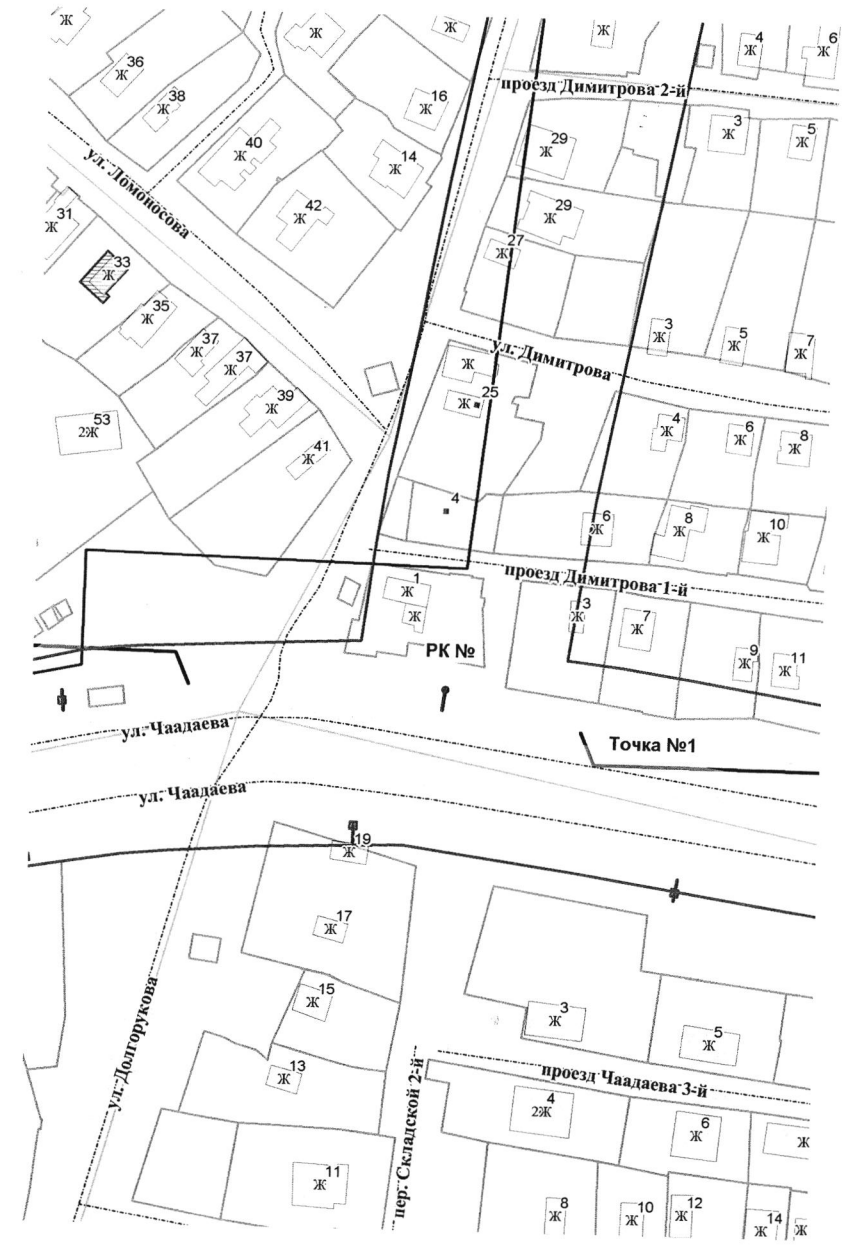 Ж
Ж
Ж
Ж
4
Ж
6
Ж
36
Ж
38
Ж
16
Ж
проезд Димитрова 2-й
3
Ж
5
Ж
40
Ж
14
Ж
29
Ж
ул. Ломоносова
42
Ж
29
Ж
31
Ж
33
Ж
27
Ж
35
Ж
37
Ж
37
Ж
3
Ж
5
Ж
7
Ж
ул. Димитрова
Ж
25
Ж
39
Ж
53
2Ж
41
Ж
4
Ж
6
Ж
8
Ж
4
6
Ж
8
Ж
10
Ж
проезд Димитрова 1-й
1
Ж
Ж
3
Ж
7
Ж
РК №
9
Ж
11
Ж
ул. Чаадаева
Точка №1
ул. Чаадаева
19
Ж
17
Ж
15
Ж
3
Ж
5
Ж
ул. Долгорукова
13
Ж
пер. Складской 2-й
проезд Чаадаева 3-й
4
2Ж
6
Ж
Ж
11
Ж
8
Ж
10
Ж
12
Ж
14
Ж
Ж